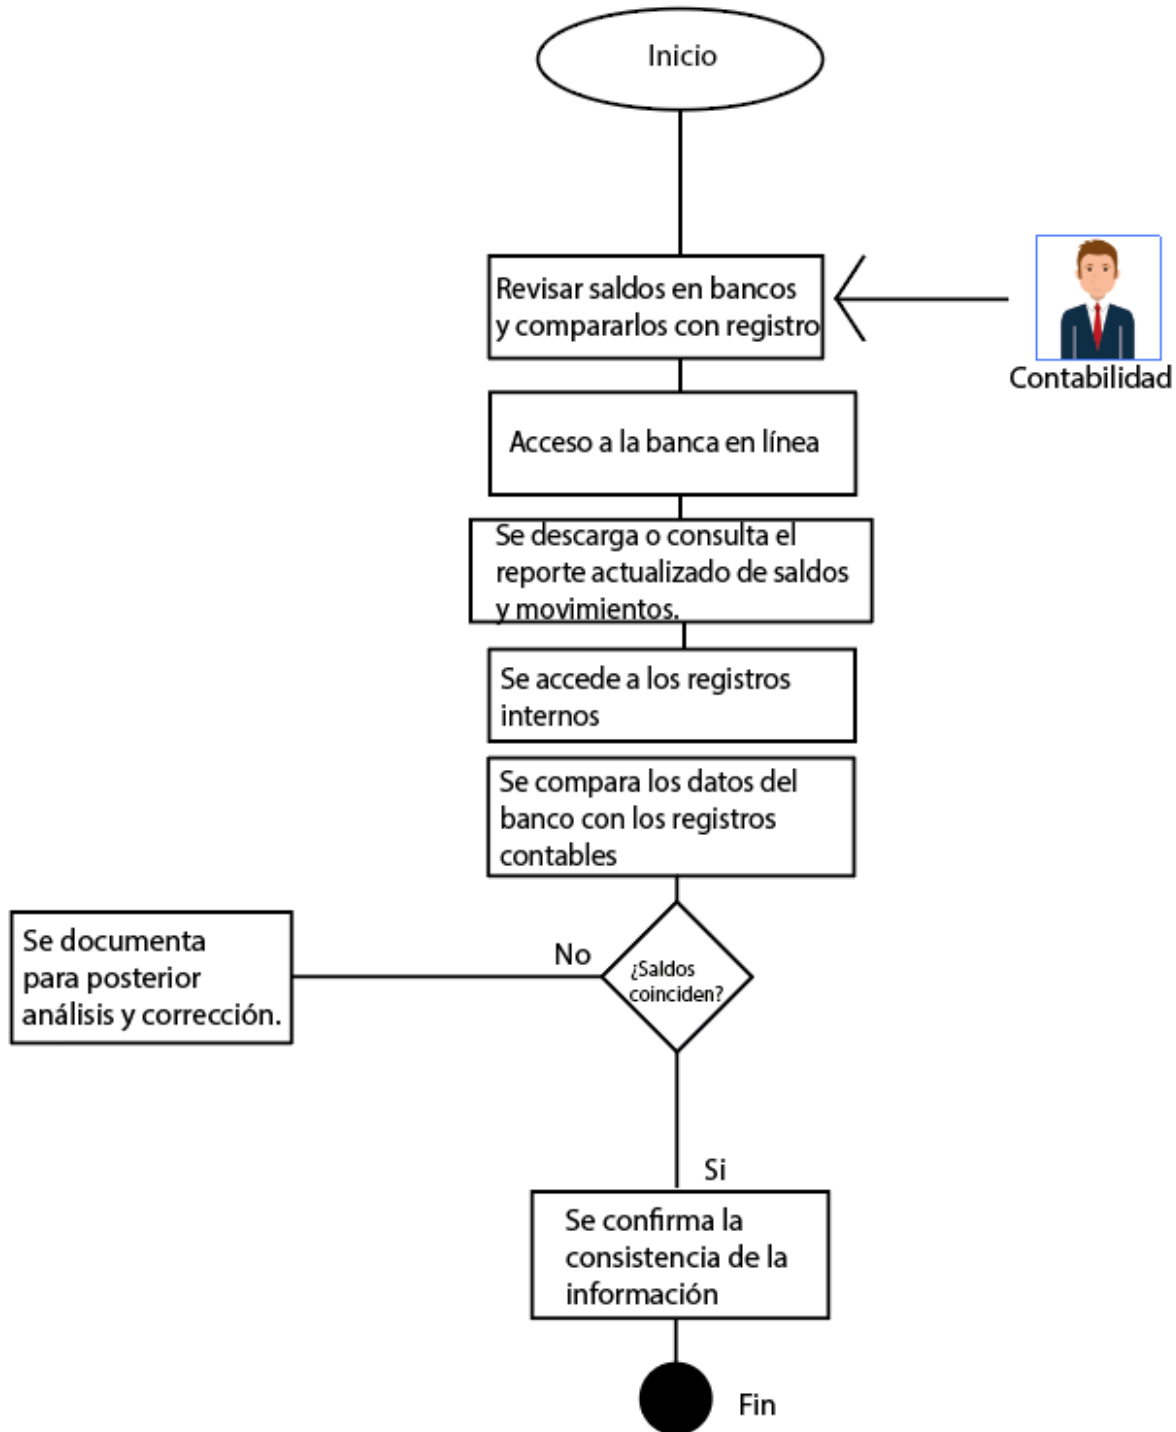 Inicio
Revisar saldos en bancos
y compararlos con registro
Contabilidad
Acceso a la banca en línea
Se descarga o consulta el
reporte actualizado de saldos
y movimientos.
Se accede a los registros
internos
Se compara los datos del
banco con los registros
contables
No
¿Saldos
coinciden?
Se documenta
para posterior
análisis y corrección.
Si
Se confirma la
consistencia de la
información
Fin